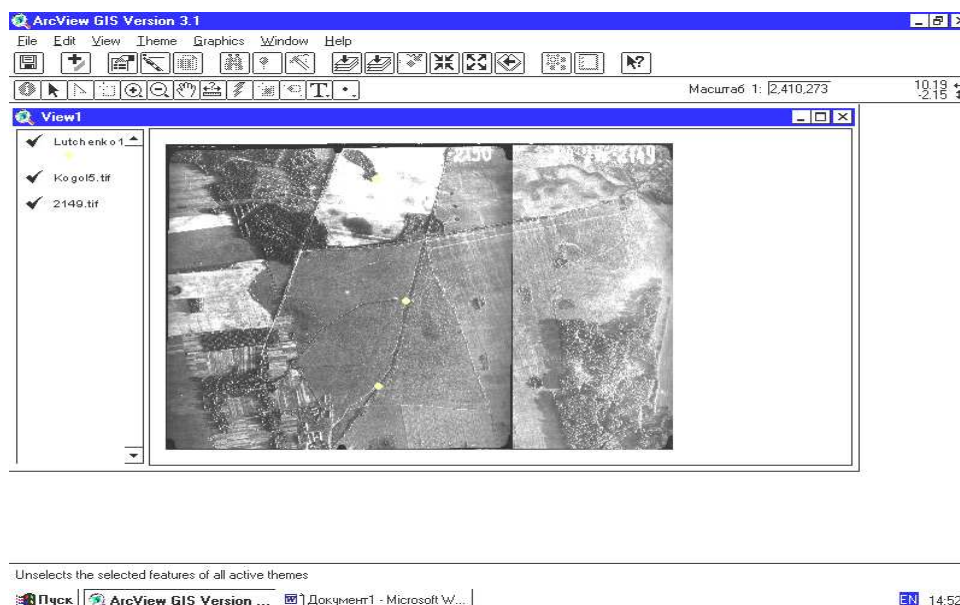 ArcView GIS Version 3.1
File Edit View Theme Graphics Window Help
Масштаб 1: 2,410,273
10.19
-2.15
View1
Lutchenko1
Kogol5.tif
2149.tif
2150
2149
Unselects the selected features of all active themes
Пуск ArcView GIS Version ... Документ1 - Microsoft W...
EN 14:52